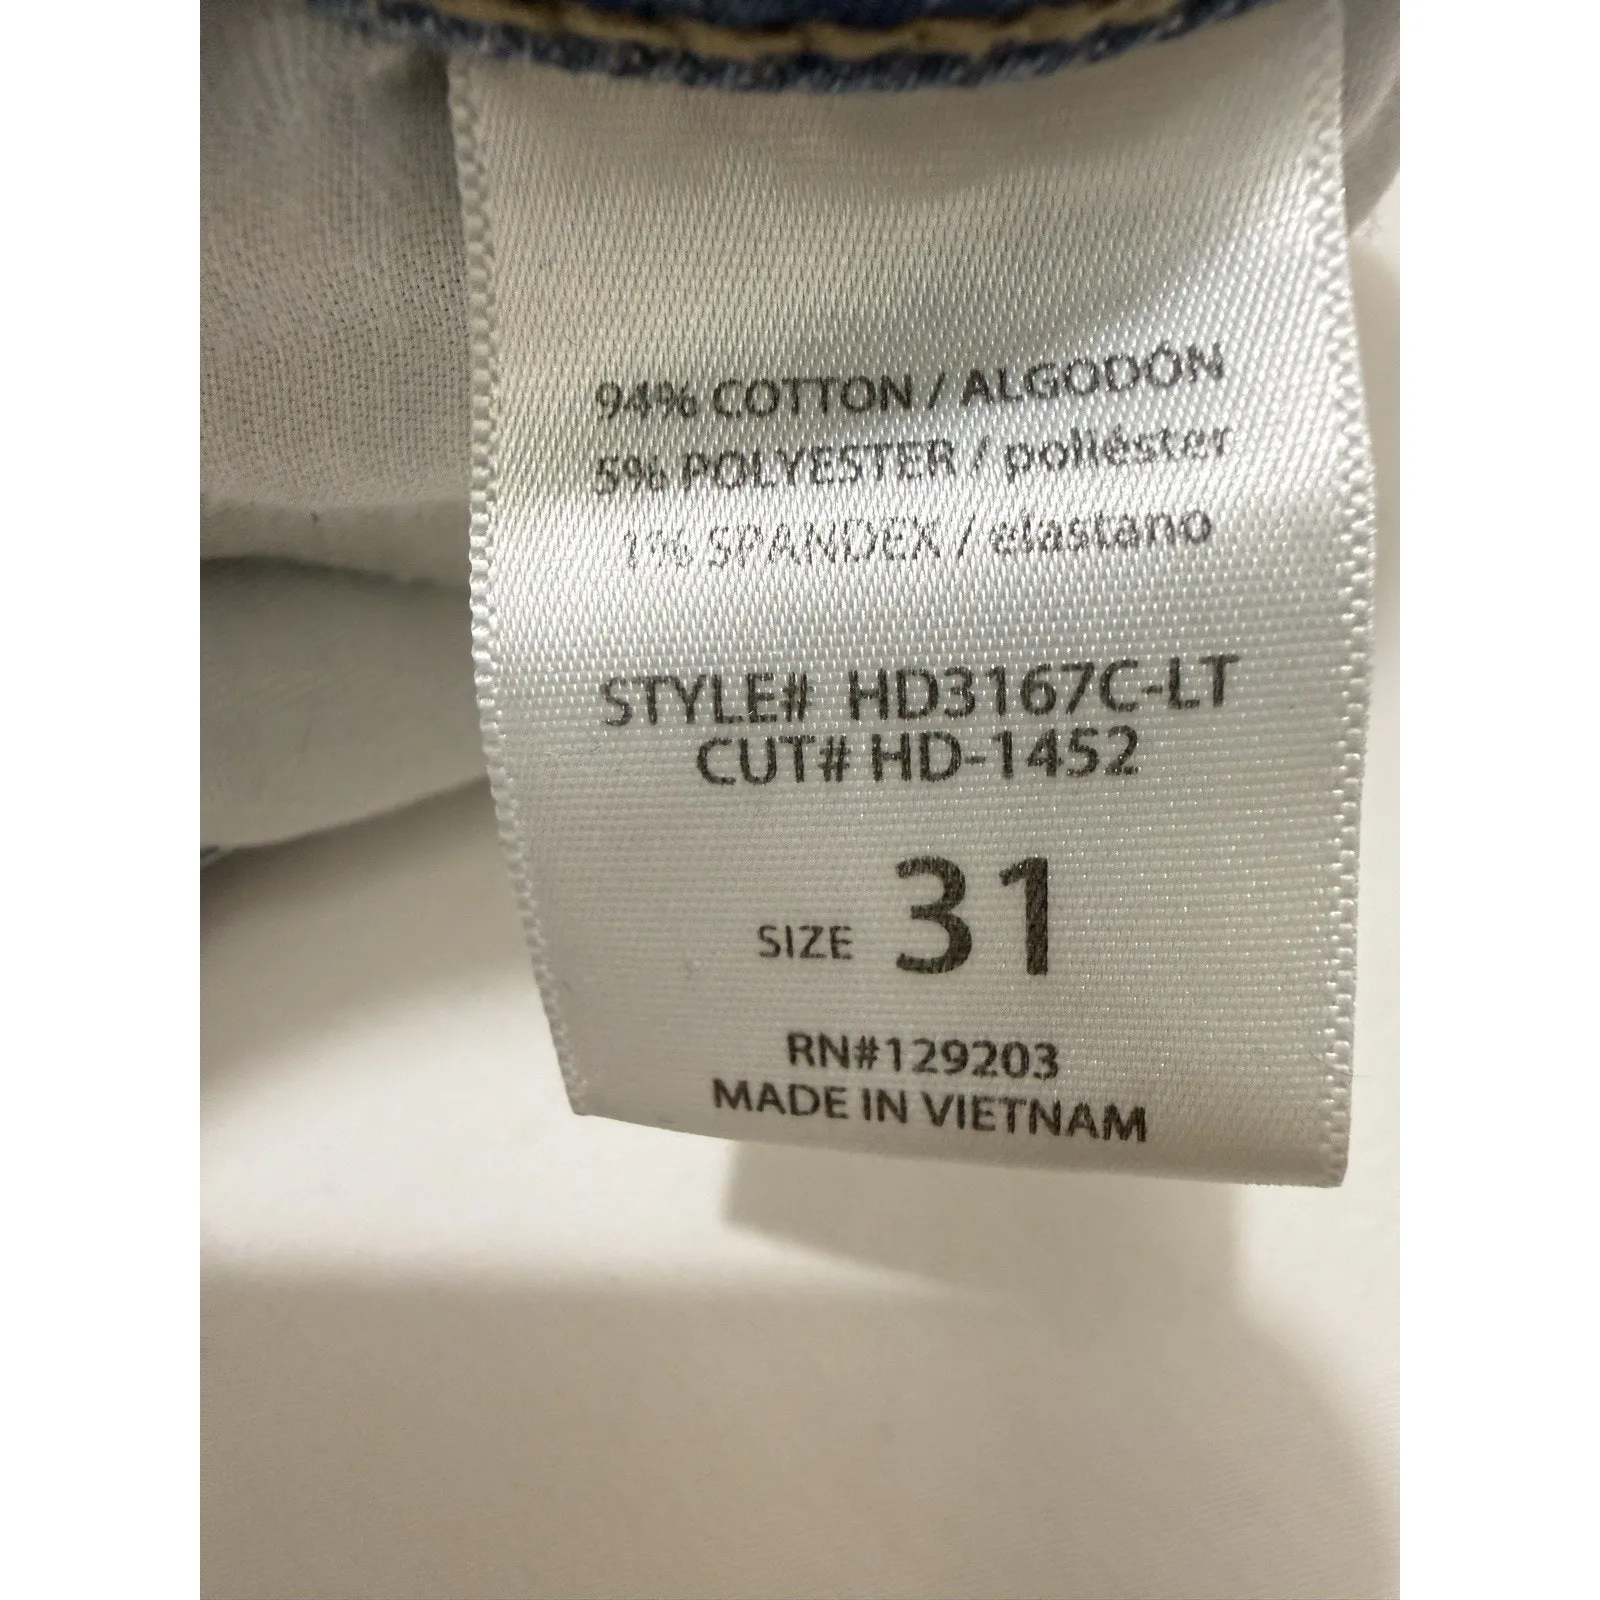 94% COTTON / ALGODÓN
5% POLYESTER / poliéster
1% SPANDEX / elastano
STYLE# HD3167C-LT
CUT# HD-1452
SIZE 31
RN#129203
MADE IN VIETNAM